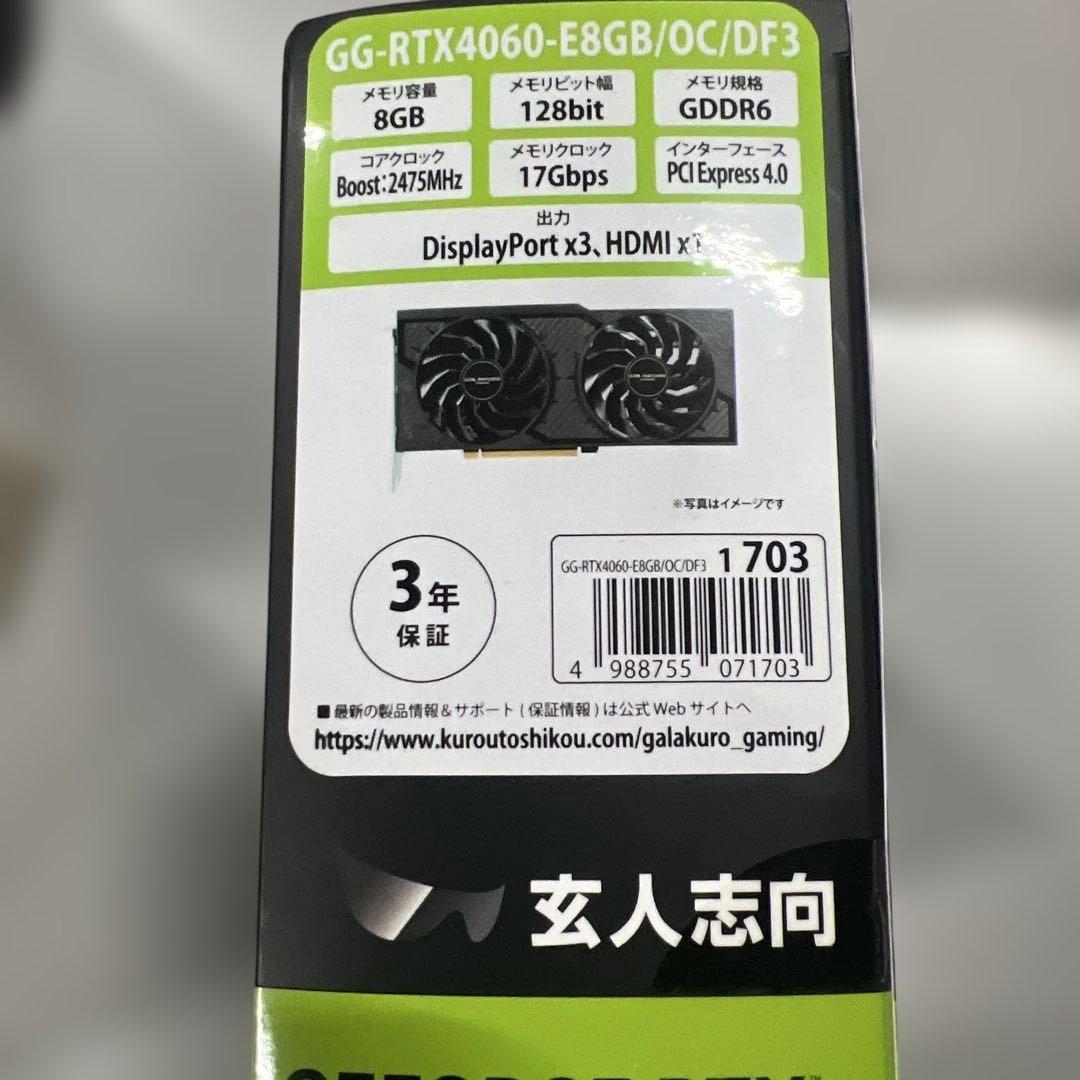 GG-RTX4060-E8GB/OC/DF3
メモリ容量 メモリビット幅 メモリ規格
8GB 128bit GDDR6
コアクロック メモリクロック インターフェース
Boost:2475MHz 17Gbps PCI Express 4.0
出力
DisplayPort x3、HDMI x1
※写真はイメージです
3年
保証
GG-RTX4060-E8GB/OC/DF3 1 703
4 988755 071703
■最新の製品情報&サポート(保証情報)は公式Webサイトへ
https://www.kuroutoshikou.com/galakuro_gaming/
玄人志向
GEFORCE RTX™